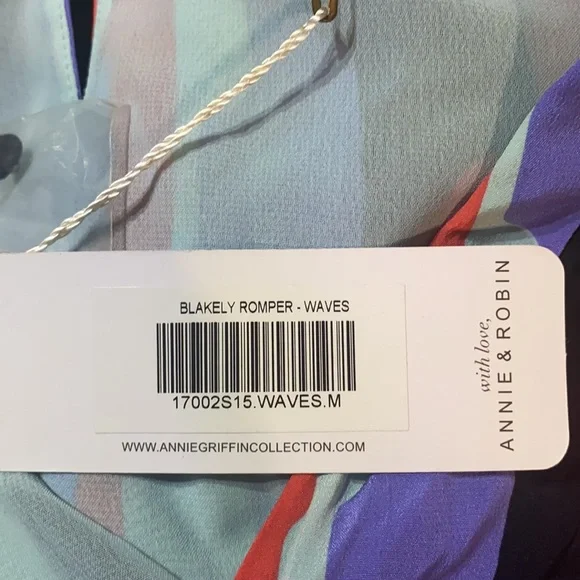 BLAKELY ROMPER - WAVES
17002S15.WAVES.M
WWW.ANNIEGRIFFINCOLLECTION.COM
with love,
ANNIE & ROBIN